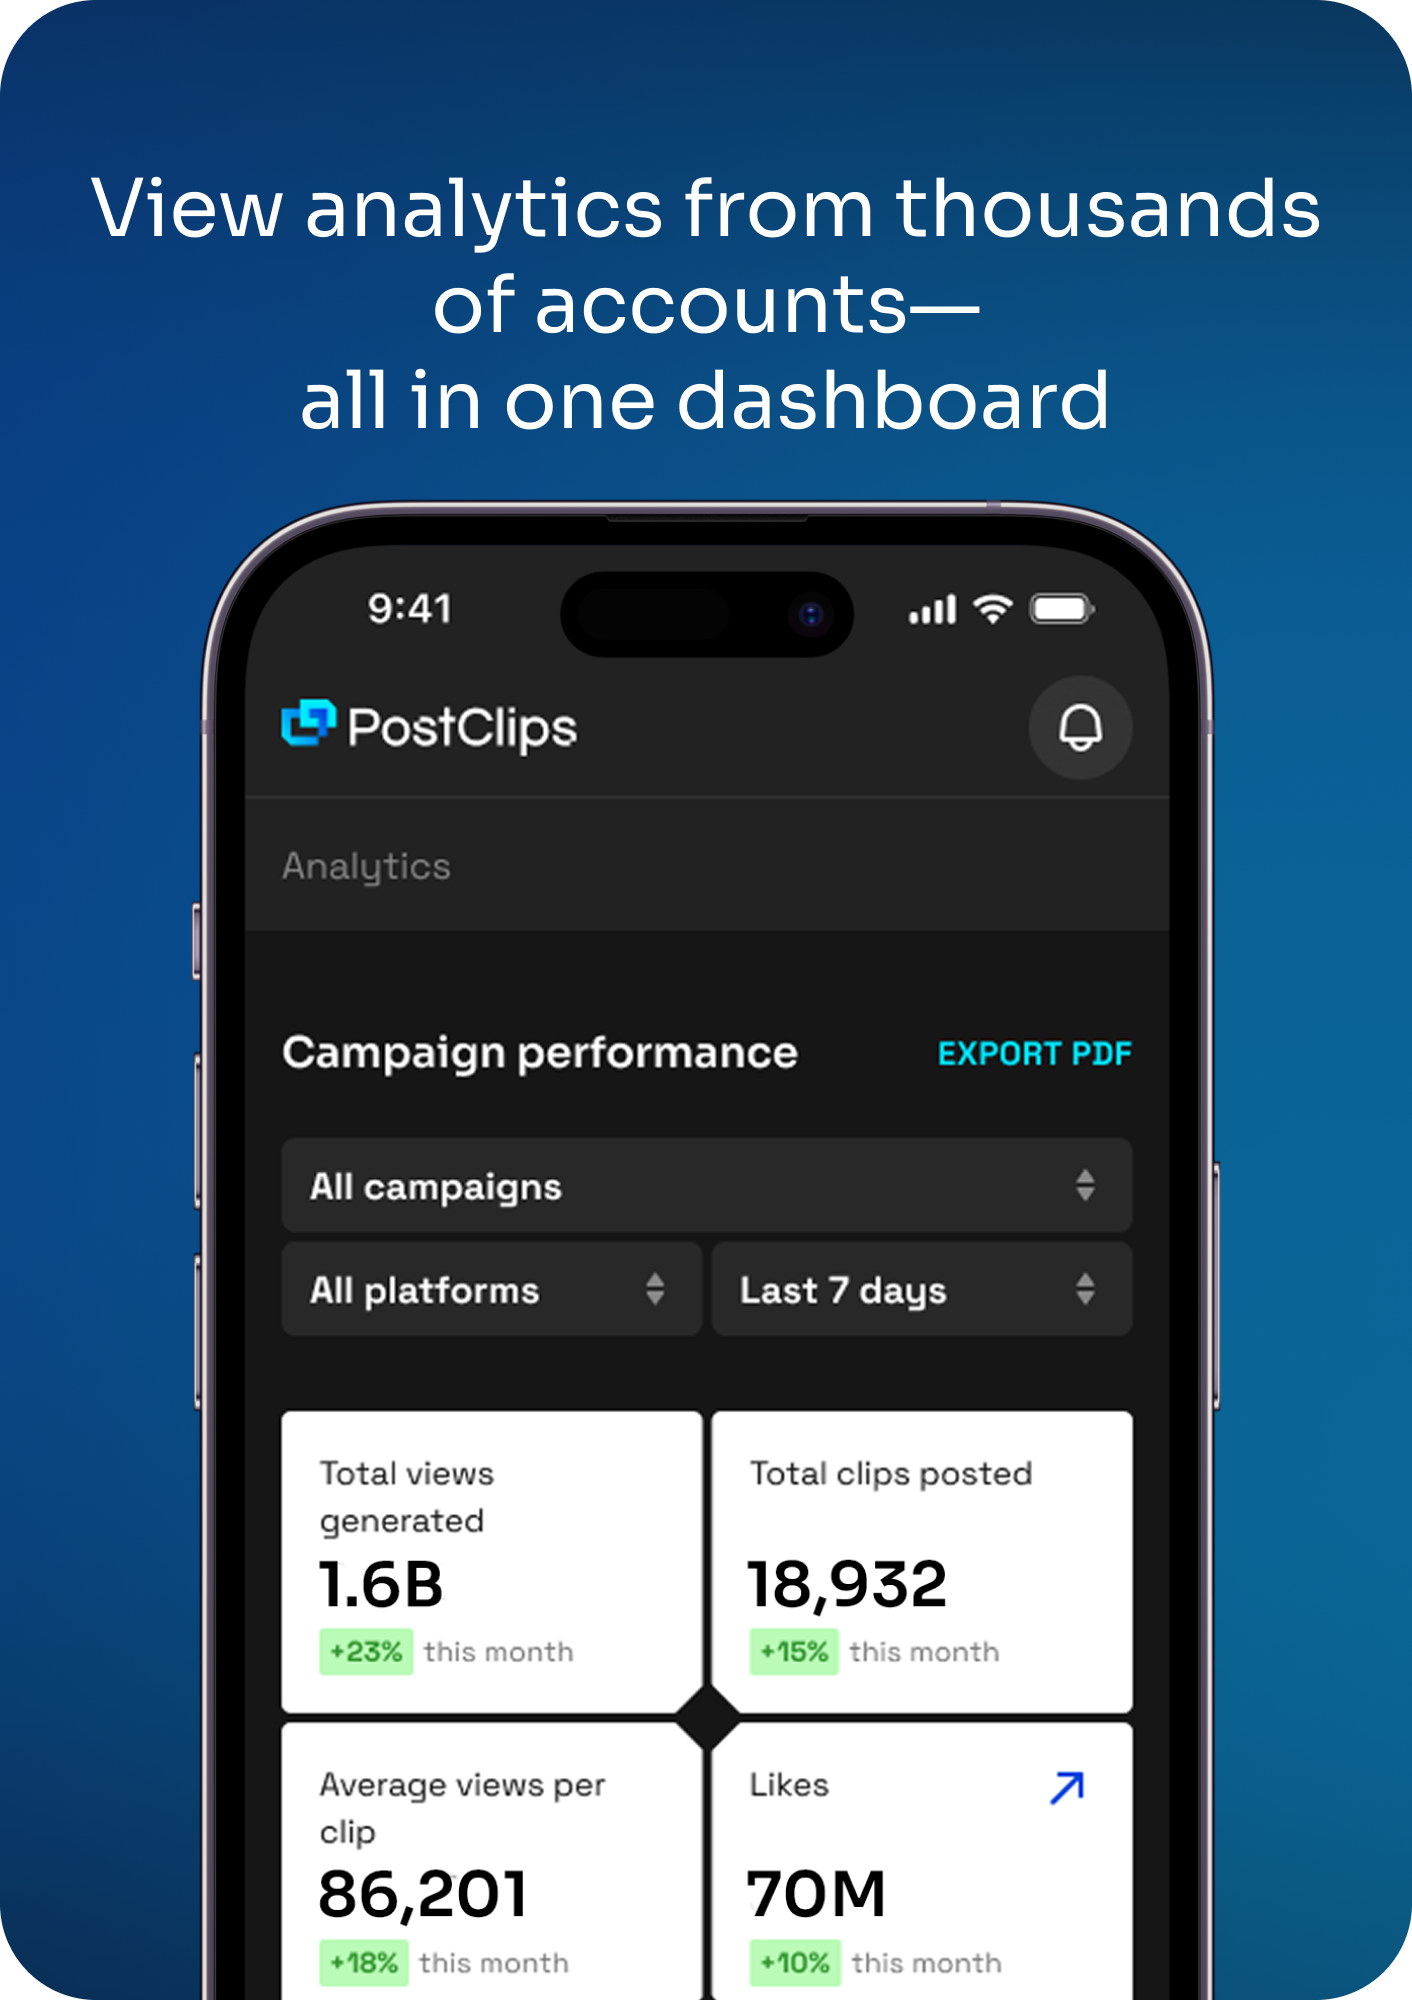 View analytics from thousands
of accounts—
all in one dashboard
9:41
PostClips
Analytics
Campaign performance
EXPORT PDF
All campaigns
All platforms
Last 7 days
Total views
generated
1.6B
+23% this month
Total clips posted
18,932
+15% this month
Average views per
clip
86,201
+18% this month
Likes
70M
+10% this month